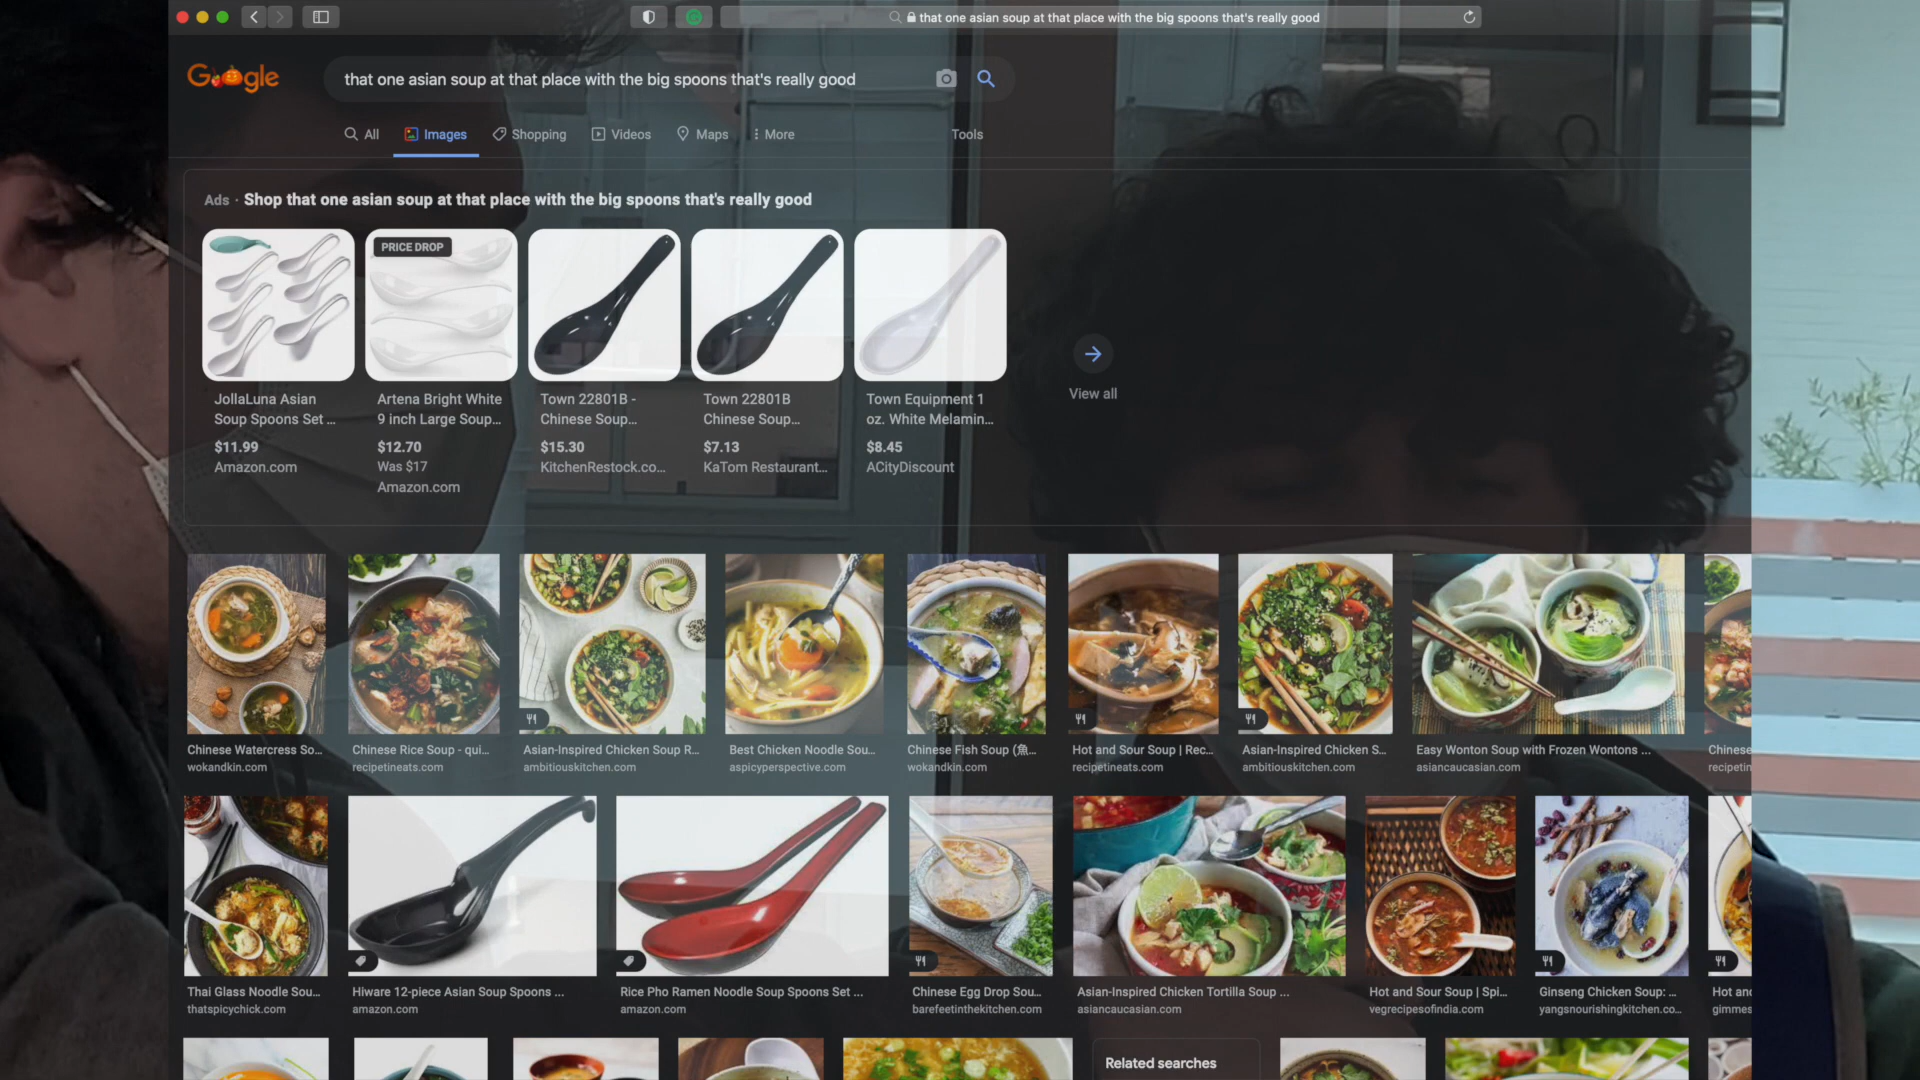 that one asian soup at that place with the big spoons that's really good
Google
that one asian soup at that place with the big spoons that's really good
All Images Shopping Videos Maps More Tools
Ads · Shop that one asian soup at that place with the big spoons that's really good
PRICE DROP
JollaLuna Asian
Soup Spoons Set ...
$11.99
Amazon.com
Artena Bright White
9 inch Large Soup...
$12.70
Was $17
Amazon.com
Town 22801B -
Chinese Soup...
$15.30
KitchenRestock.co...
Town 22801B
Chinese Soup...
$7.13
KaTom Restaurant...
Town Equipment 1
oz. White Melamin...
$8.45
ACityDiscount
View all
Chinese Watercress So...
wokandkin.com
Chinese Rice Soup - qui...
recipetineats.com
Asian-Inspired Chicken Soup R...
ambitiouskitchen.com
Best Chicken Noodle Sou...
aspicyperspective.com
Chinese Fish Soup (魚...
wokandkin.com
Hot and Sour Soup | Rec...
recipetineats.com
Asian-Inspired Chicken S...
ambitiouskitchen.com
Easy Wonton Soup with Frozen Wontons ...
asiancaucasian.com
Chinese
recipetin
Thai Glass Noodle Sou...
thatspicychick.com
Hiware 12-piece Asian Soup Spoons ...
amazon.com
Rice Pho Ramen Noodle Soup Spoons Set ...
amazon.com
Chinese Egg Drop Sou...
barefeetinthekitchen.com
Asian-Inspired Chicken Tortilla Soup ...
asiancaucasian.com
Hot and Sour Soup | Spi...
vegrecipesofindia.com
Ginseng Chicken Soup: ...
yangsnourishingkitchen.co...
Hot and
gimmes
Related searches